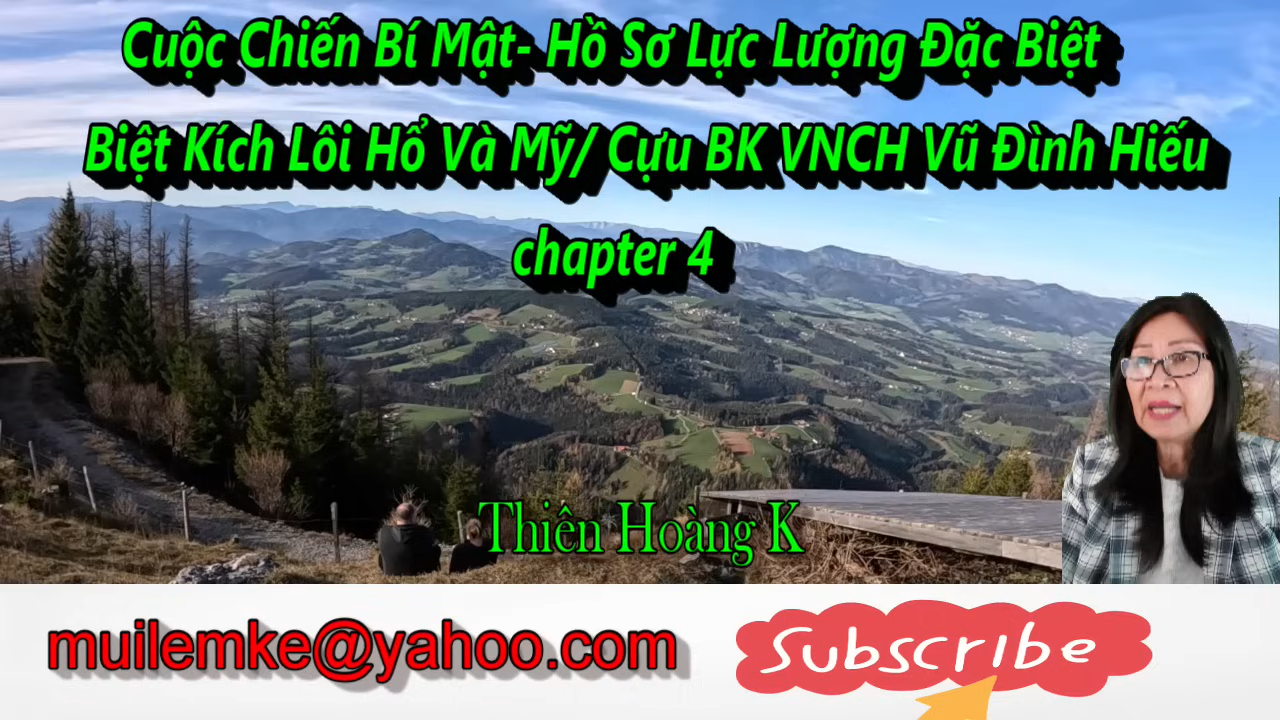 Cuộc Chiến Bí Mật- Hồ Sơ Lực Lượng Đặc Biệt
Biệt Kích Lôi Hổ Và Mỹ/ Cựu BK VNCH Vũ Đình Hiếu
chapter 4
Thiên Hoàng K
muilemke@yahoo.com
Subscribe